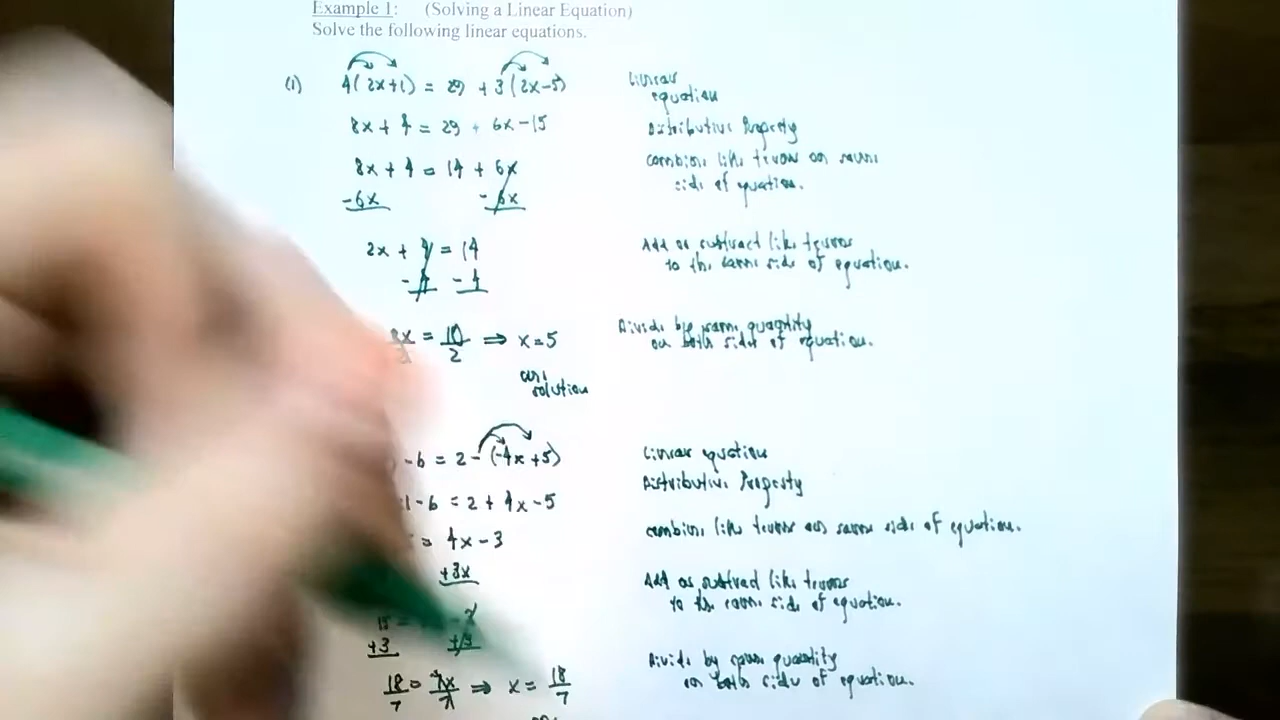 Example 1: (Solving a Linear Equation)
Solve the following linear equations.
(1) 4(2x+1) = 29 + 3(2x-5) Linear equation
8x + 4 = 29 + 6x - 15 Distributive Property
8x + 4 = 14 + 6x combine like terms on same
-6x -6x side of equation.
2x + 4 = 14 Add or subtract like terms
-4 -4 to the same side of equation.
2x = 10 ⇒ x = 5 Divide by same quantity
2 2 on both sides of equation.
one solution
-6 = 2 - (-4x+5) Linear equation
-6 = 2 + 4x - 5 Distributive Property
= 4x - 3 combine like terms on same side of equation.
+3x Add or subtract like terms
to the same side of equation.
+3 +3
18 = 7x ⇒ x = 18 Divide by same quantity
7 7 7 on both sides of equation.